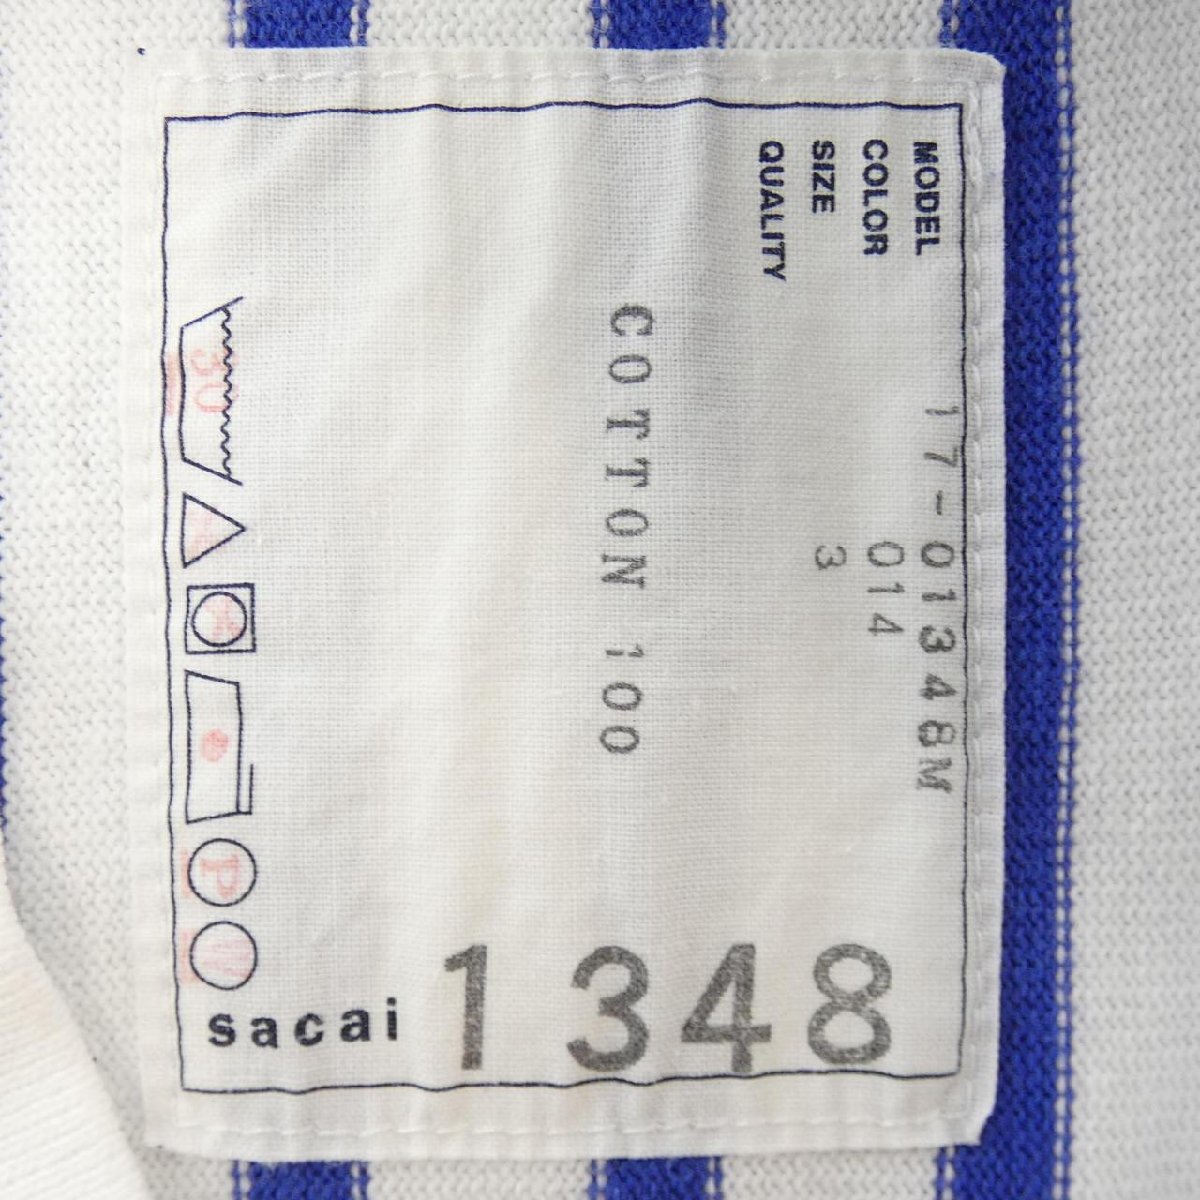 MODEL 17-01348M
COLOR 014
SIZE 3
QUALITY
COTTON 100
30
P
W
sacai 1348